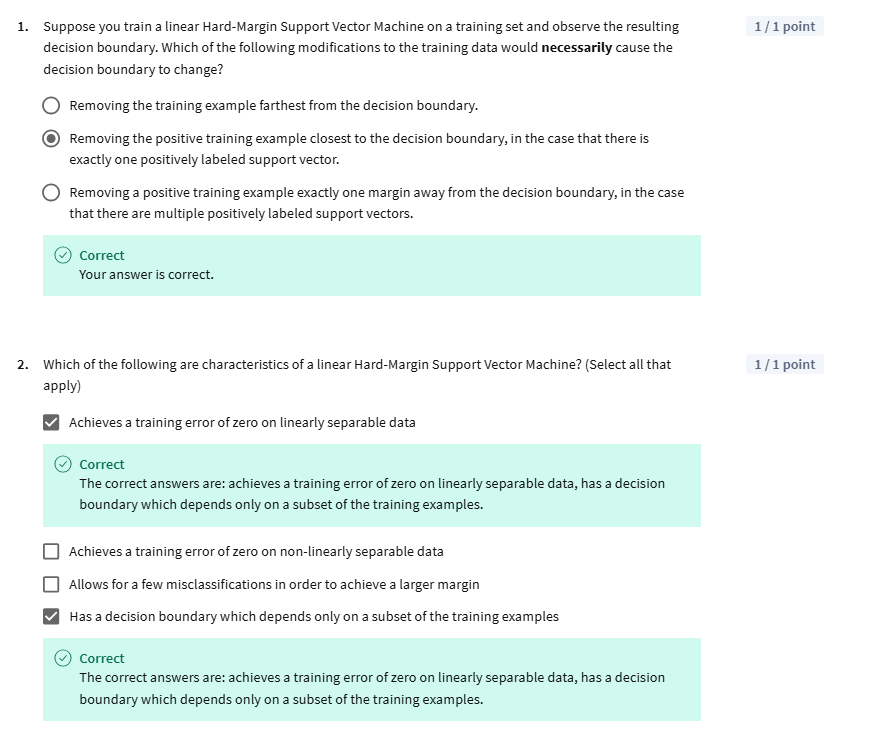 1. Suppose you train a linear Hard-Margin Support Vector Machine on a training set and observe the resulting
1 / 1 point
decision boundary. Which of the following modifications to the training data would necessarily cause the
decision boundary to change?
Removing the training example farthest from the decision boundary.
Removing the positive training example closest to the decision boundary, in the case that there is
exactly one positively labeled support vector.
Removing a positive training example exactly one margin away from the decision boundary, in the case
that there are multiple positively labeled support vectors.
Correct
Your answer is correct.
2. Which of the following are characteristics of a linear Hard-Margin Support Vector Machine? (Select all that
1 / 1 point
apply)
Achieves a training error of zero on linearly separable data
Correct
The correct answers are: achieves a training error of zero on linearly separable data, has a decision
boundary which depends only on a subset of the training examples.
Achieves a training error of zero on non-linearly separable data
Allows for a few misclassifications in order to achieve a larger margin
Has a decision boundary which depends only on a subset of the training examples
Correct
The correct answers are: achieves a training error of zero on linearly separable data, has a decision
boundary which depends only on a subset of the training examples.